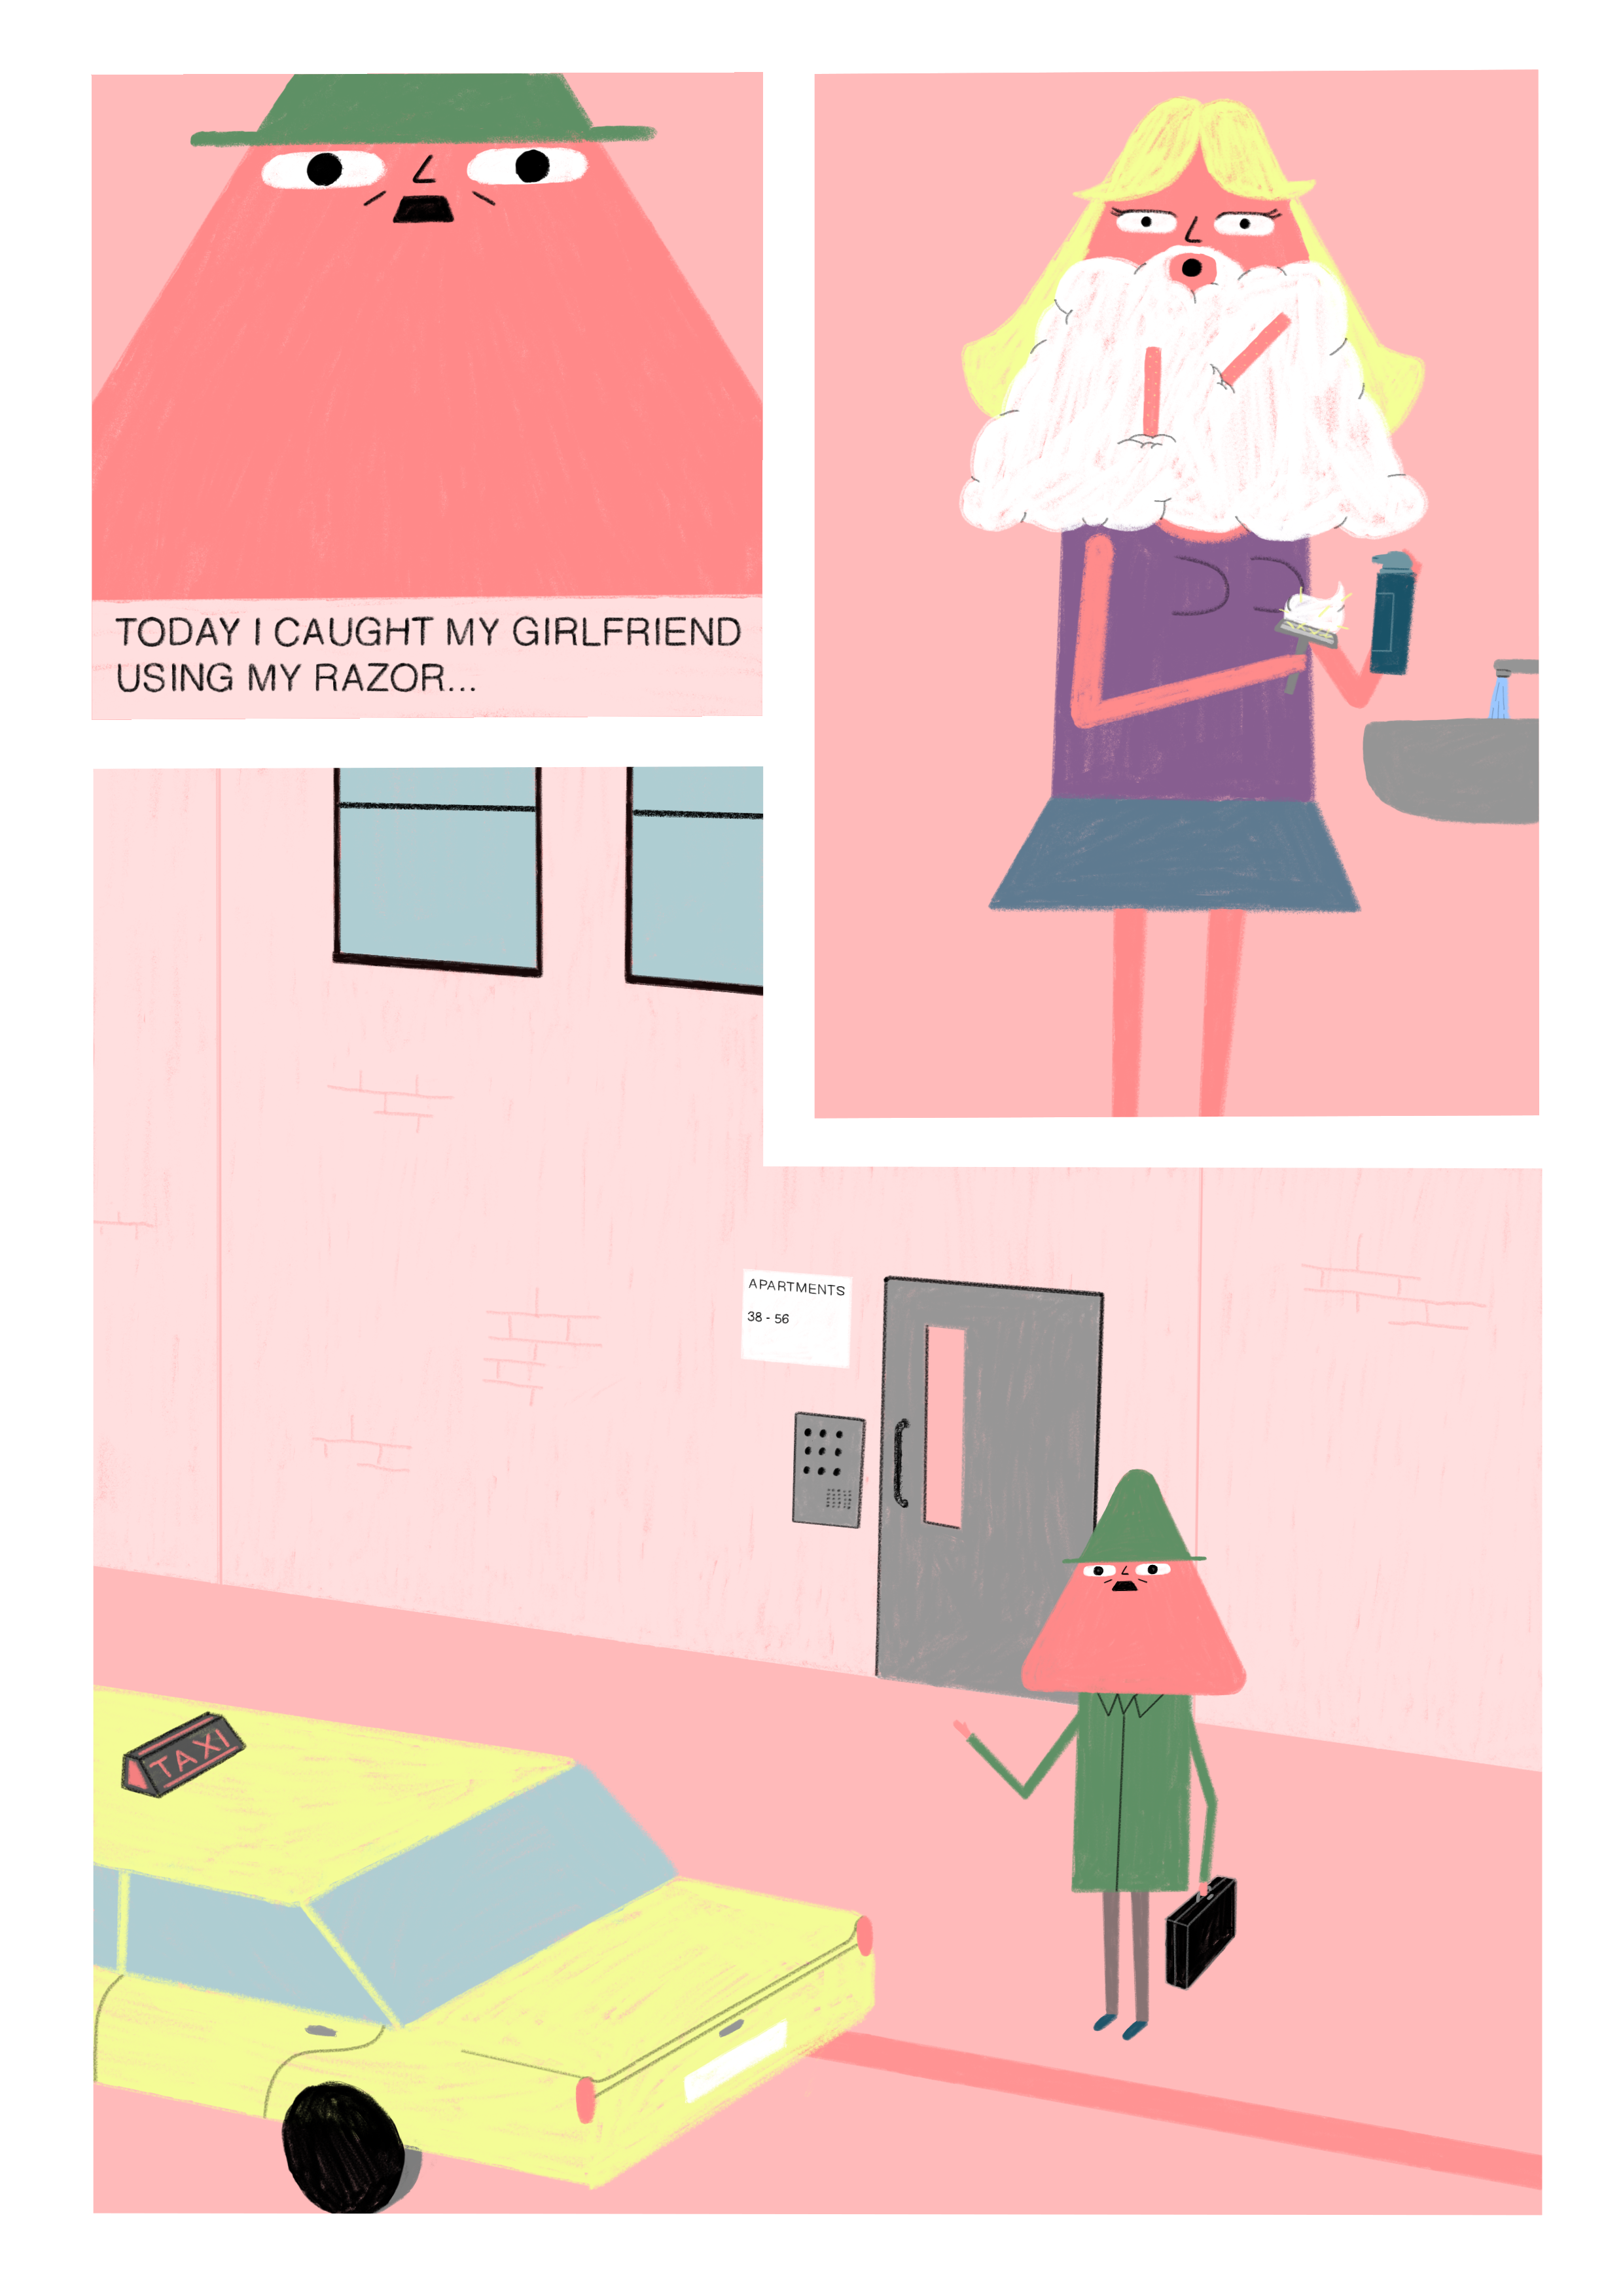 TODAY I CAUGHT MY GIRLFRIEND
USING MY RAZOR...
APARTMENTS
38 - 56
TAXI